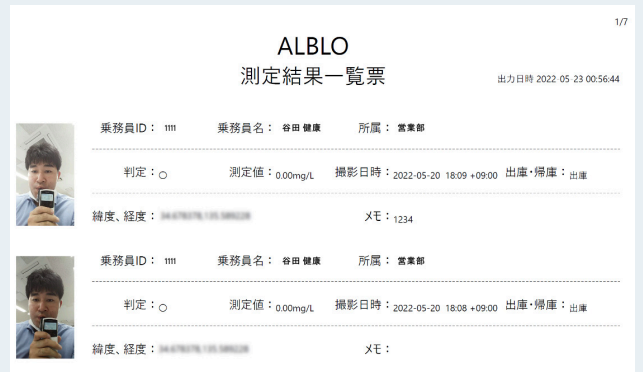 1/7
ALBLO
測定結果一覧票
出力日時 2022-05-23 00:56:44
乗務員ID： 1111 乗務員名： 谷田 健康 所属： 営業部
判定：○ 測定値：0.00mg/L 撮影日時：2022-05-20 18:09 +09:00 出庫・帰庫：出庫
緯度、経度： メモ：1234
乗務員ID： 1111 乗務員名： 谷田 健康 所属： 営業部
判定：○ 測定値：0.00mg/L 撮影日時：2022-05-20 18:08 +09:00 出庫・帰庫：出庫
緯度、経度： メモ：